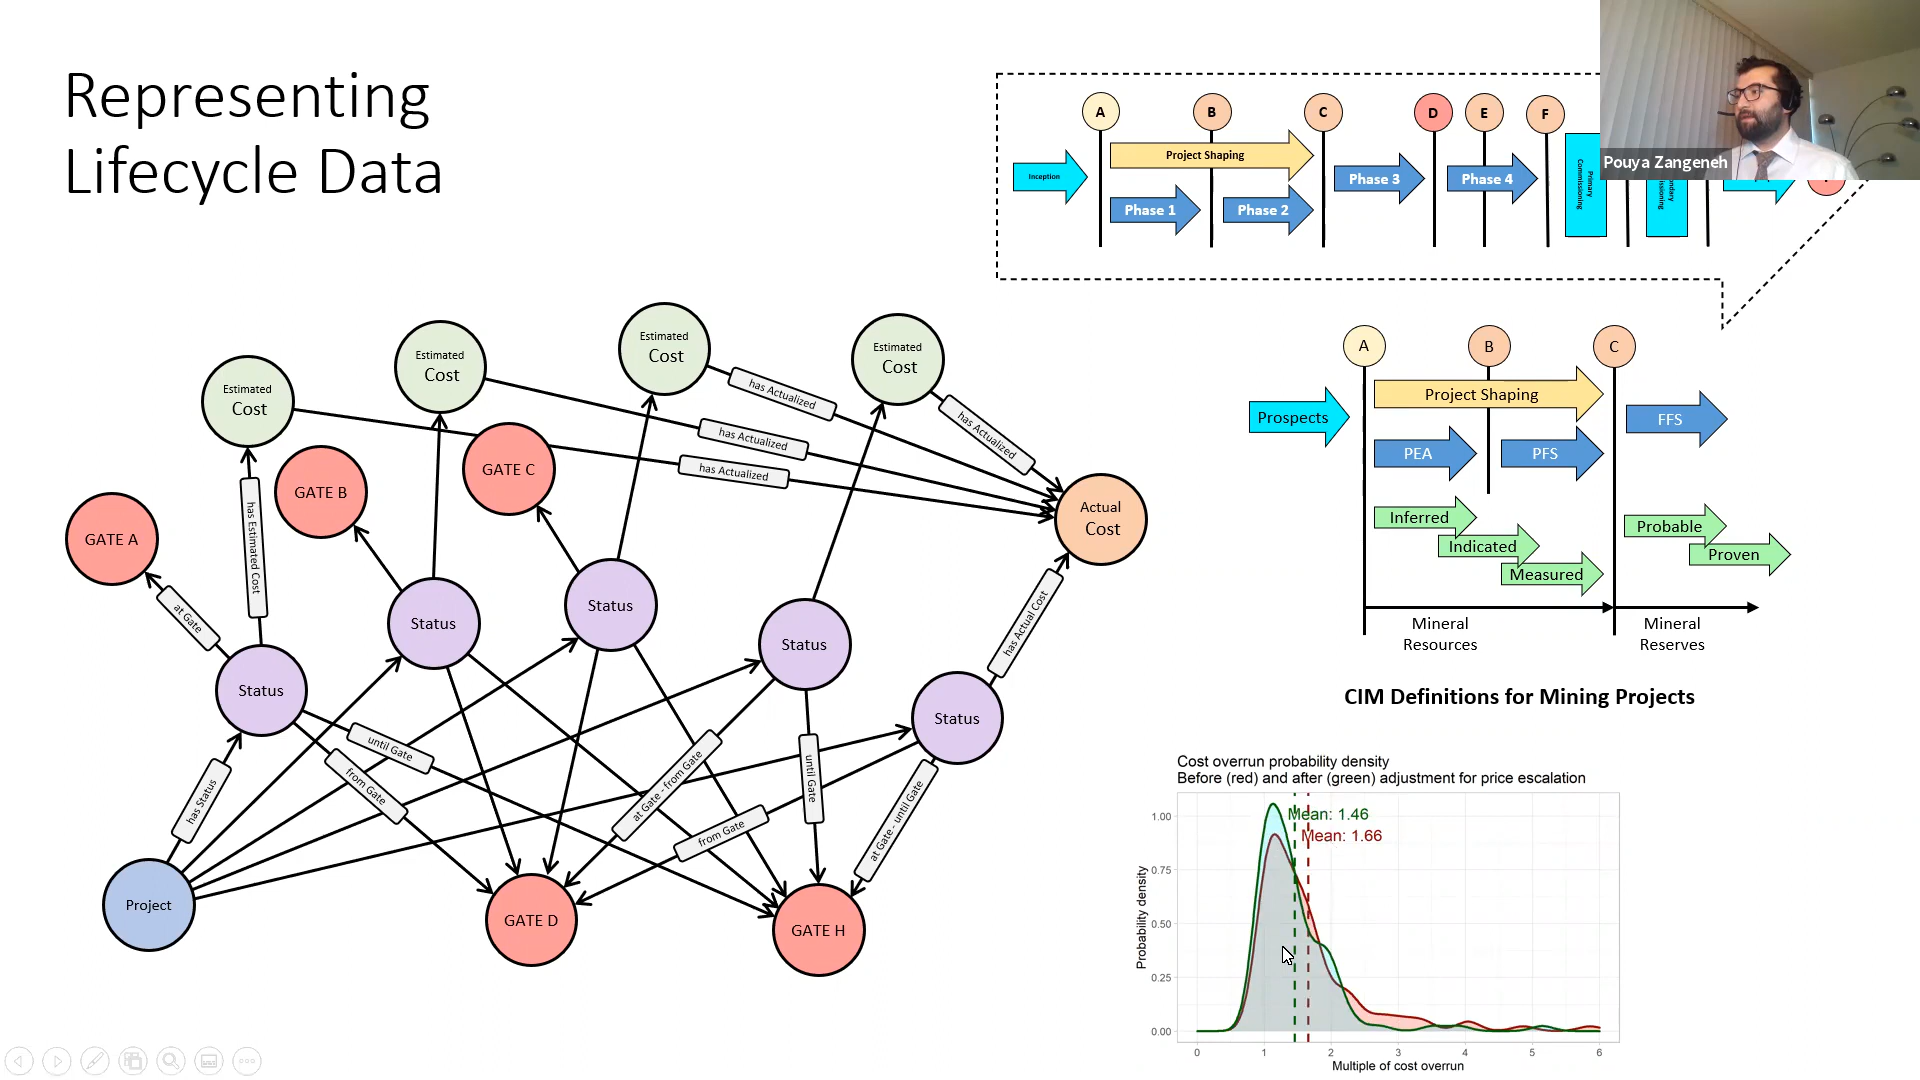 Representing
Lifecycle Data
A
B
C
D
E
F
Project Shaping
Inception
Phase 1
Phase 2
Phase 3
Phase 4
Primary
Commissioning
Pouya Zangeneh
A
B
C
Prospects
Project Shaping
FFS
PEA
PFS
Inferred
Indicated
Measured
Probable
Proven
Mineral
Resources
Mineral
Reserves
CIM Definitions for Mining Projects
Estimated
Cost
Estimated
Cost
Estimated
Cost
Estimated
Cost
has Actualized
has Actualized
has Actualized
has Actualized
Actual
Cost
GATE A
GATE B
GATE C
at Gate
has Estimated Cost
Status
Status
Status
Status
Status
has Actual Cost
has Status
until Gate
from Gate
at Gate - from Gate
until Gate
from Gate
at Gate - until Gate
Project
GATE D
GATE H
Cost overrun probability density
Before (red) and after (green) adjustment for price escalation
Mean: 1.46
Mean: 1.66
Probability density
1.00
0.75
0.50
0.25
0.00
0 1 2 3 4 5 6
Multiple of cost overrun